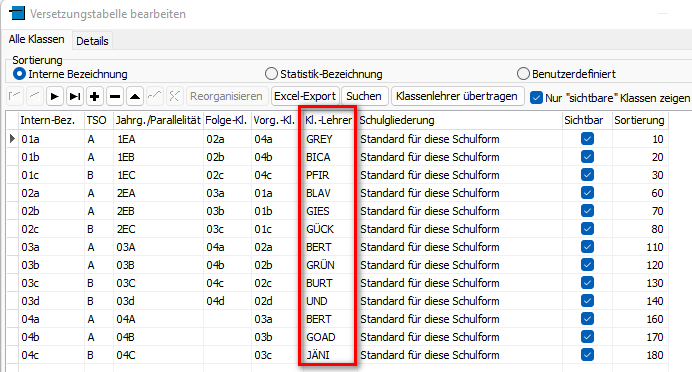 Versetzungstabelle bearbeiten
Alle Klassen Details
Sortierung
Interne Bezeichnung Statistik-Bezeichnung Benutzerdefiniert
Reorganisieren Excel-Export Suchen Klassenlehrer übertragen Nur "sichtbare" Klassen zeigen
Intern-Bez. TSO Jahrg./Parallelität Folge-Kl. Vorg.-Kl. Kl.-Lehrer Schulgliederung Sichtbar Sortierung
01a A 1EA 02a 04a GREY Standard für diese Schulform 10
01b A 1EB 02b 04b BICA Standard für diese Schulform 20
01c B 1EC 02c 04c PFIR Standard für diese Schulform 30
02a A 2EA 03a 01a BLAV Standard für diese Schulform 60
02b A 2EB 03b 01b GIES Standard für diese Schulform 70
02c B 2EC 03c 01c GÜCK Standard für diese Schulform 80
03a A 03A 04a 02a BERT Standard für diese Schulform 110
03b A 03B 04b 02b GRÜN Standard für diese Schulform 120
03c B 03C 04c 02c BURT Standard für diese Schulform 130
03d B 03d 04d 02d UND Standard für diese Schulform 140
04a A 04A 03a BERT Standard für diese Schulform 160
04b A 04B 03b GOAD Standard für diese Schulform 170
04c B 04C 03c JÄNI Standard für diese Schulform 180